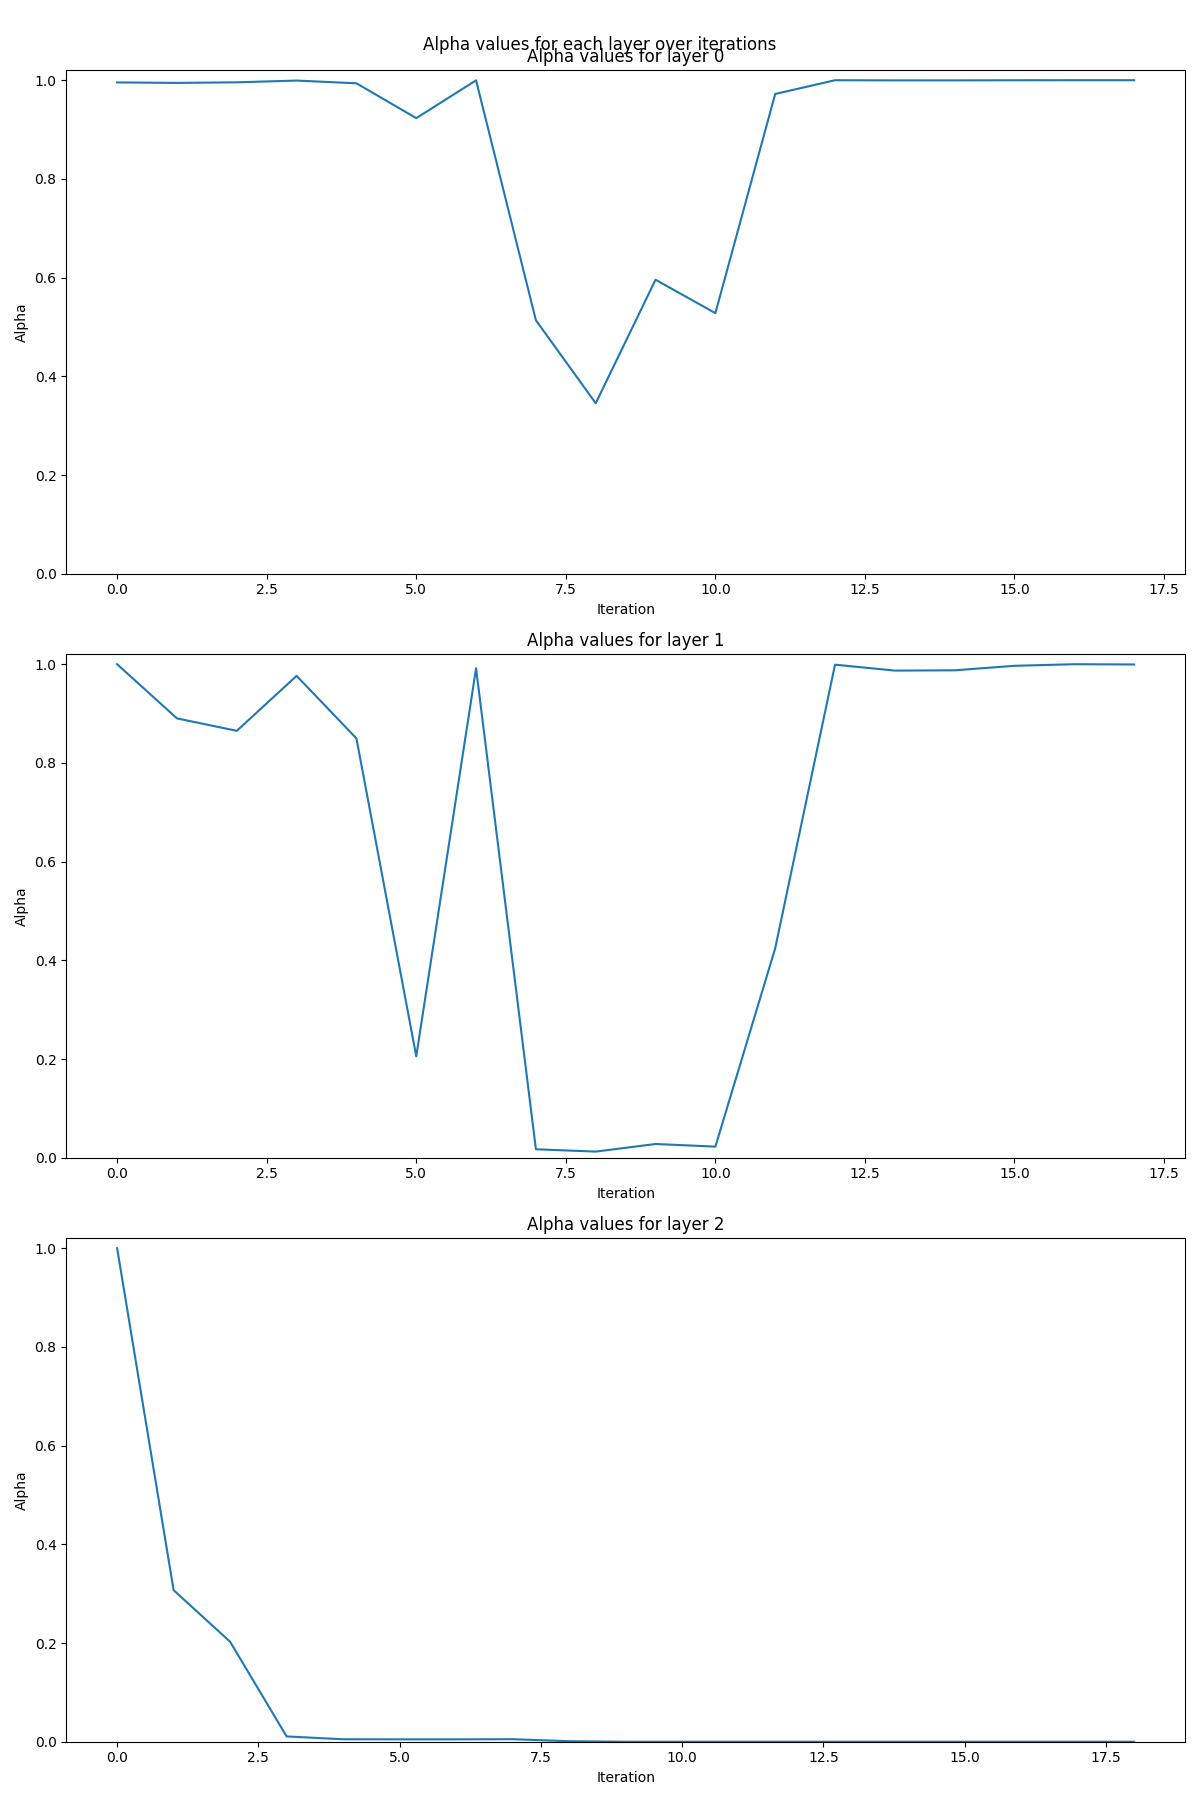 Alpha values for each layer over iterations
Alpha values for layer 0
1.0
0.8
0.6
0.4
0.2
0.0
Alpha
0.0 2.5 5.0 7.5 10.0 12.5 15.0 17.5
Iteration
Alpha values for layer 1
1.0
0.8
0.6
0.4
0.2
0.0
Alpha
0.0 2.5 5.0 7.5 10.0 12.5 15.0 17.5
Iteration
Alpha values for layer 2
1.0
0.8
0.6
0.4
0.2
0.0
Alpha
0.0 2.5 5.0 7.5 10.0 12.5 15.0 17.5
Iteration